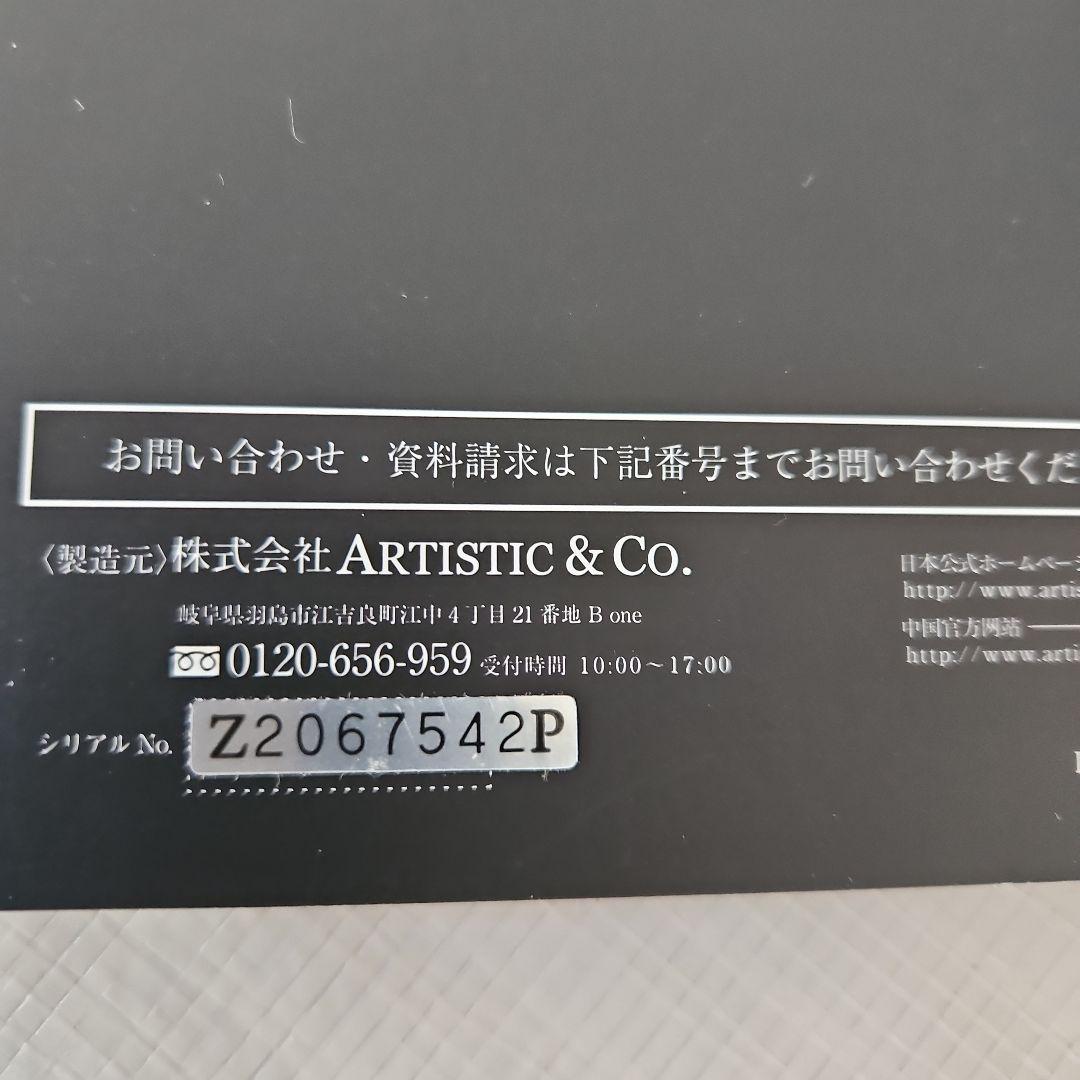 お問い合わせ・資料請求は下記番号までお問い合わせくだ
〈製造元〉株式会社 ARTISTIC & CO.
岐阜県羽島市江吉良町江中4丁目21番地 B one
0120-656-959 受付時間 10:00～17:00
シリアル No. Z2067542P
日本公式ホームページ
http://www.artis
中国官方网站
http://www.artis